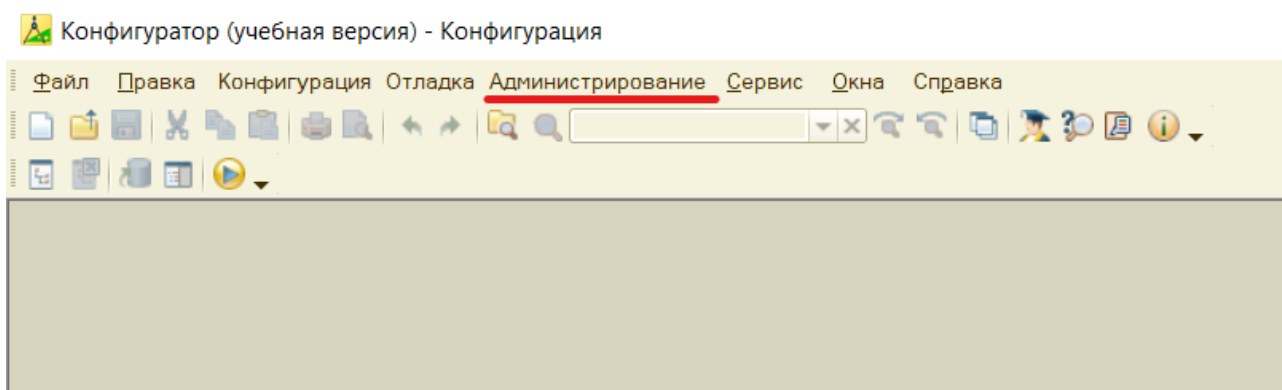 Конфигуратор (учебная версия) - Конфигурация
Файл Правка Конфигурация Отладка Администрирование Сервис Окна Справка